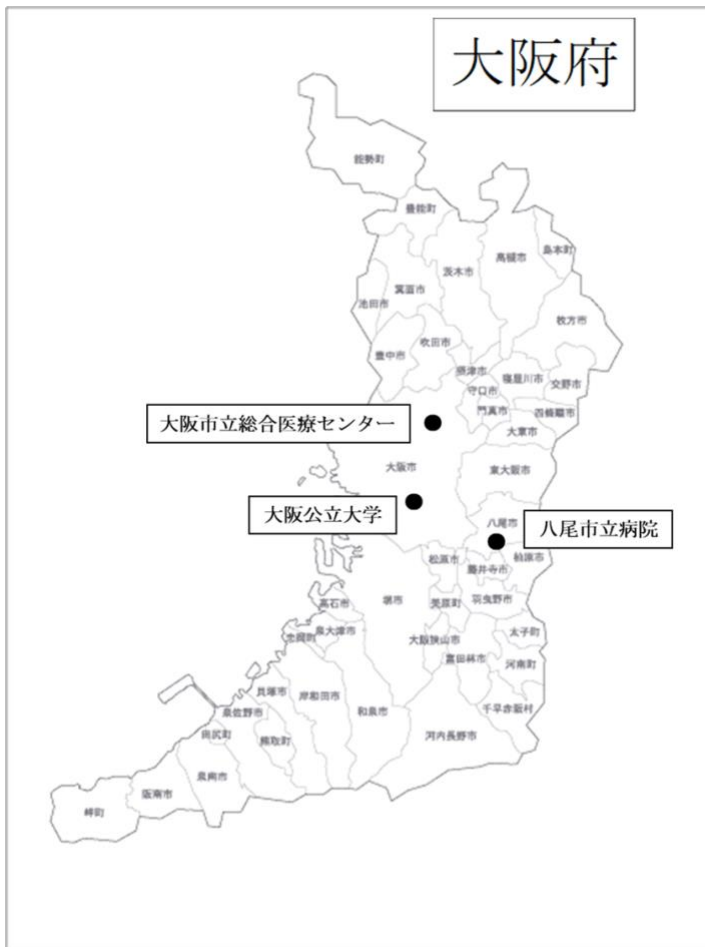 大阪府
能勢町
豊能町
島本町
高槻市
茨木市
箕面市
池田市
枚方市
吹田市
豊中市
摂津市
寝屋川市
交野市
守口市
門真市
四條畷市
大阪市立総合医療センター
大東市
大阪市
東大阪市
大阪公立大学
八尾市
八尾市立病院
松原市
柏原市
藤井寺市
堺市
美原町
羽曳野市
高石市
泉大津市
忠岡町
大阪狭山市
太子町
富田林市
河南町
貝塚市
岸和田市
和泉市
千早赤阪村
泉佐野市
田尻町
熊取町
河内長野市
泉南市
阪南市
岬町